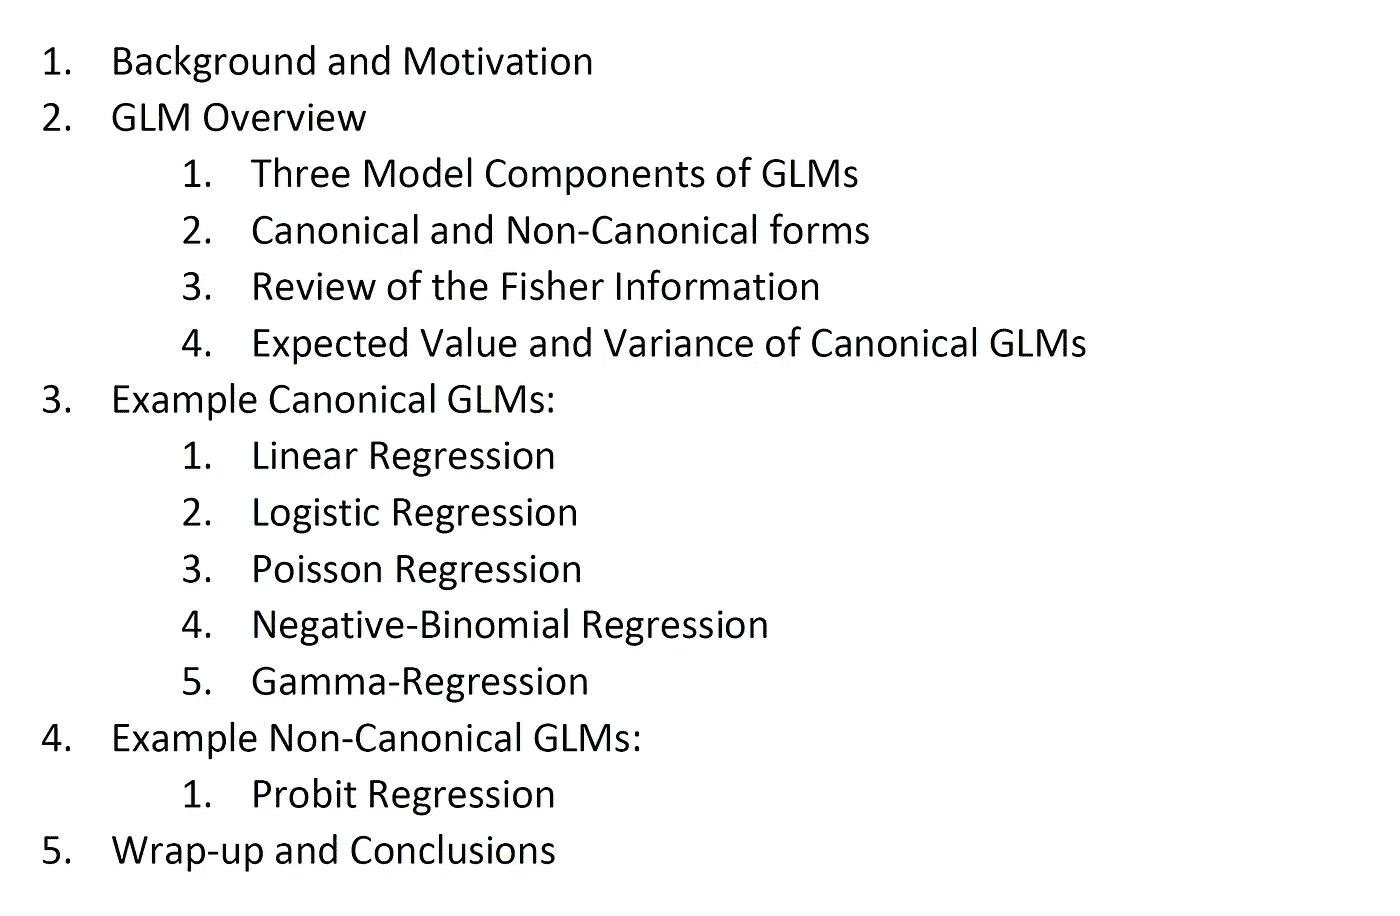 1. Background and Motivation
2. GLM Overview
1. Three Model Components of GLMs
2. Canonical and Non-Canonical forms
3. Review of the Fisher Information
4. Expected Value and Variance of Canonical GLMs
3. Example Canonical GLMs:
1. Linear Regression
2. Logistic Regression
3. Poisson Regression
4. Negative-Binomial Regression
5. Gamma-Regression
4. Example Non-Canonical GLMs:
1. Probit Regression
5. Wrap-up and Conclusions